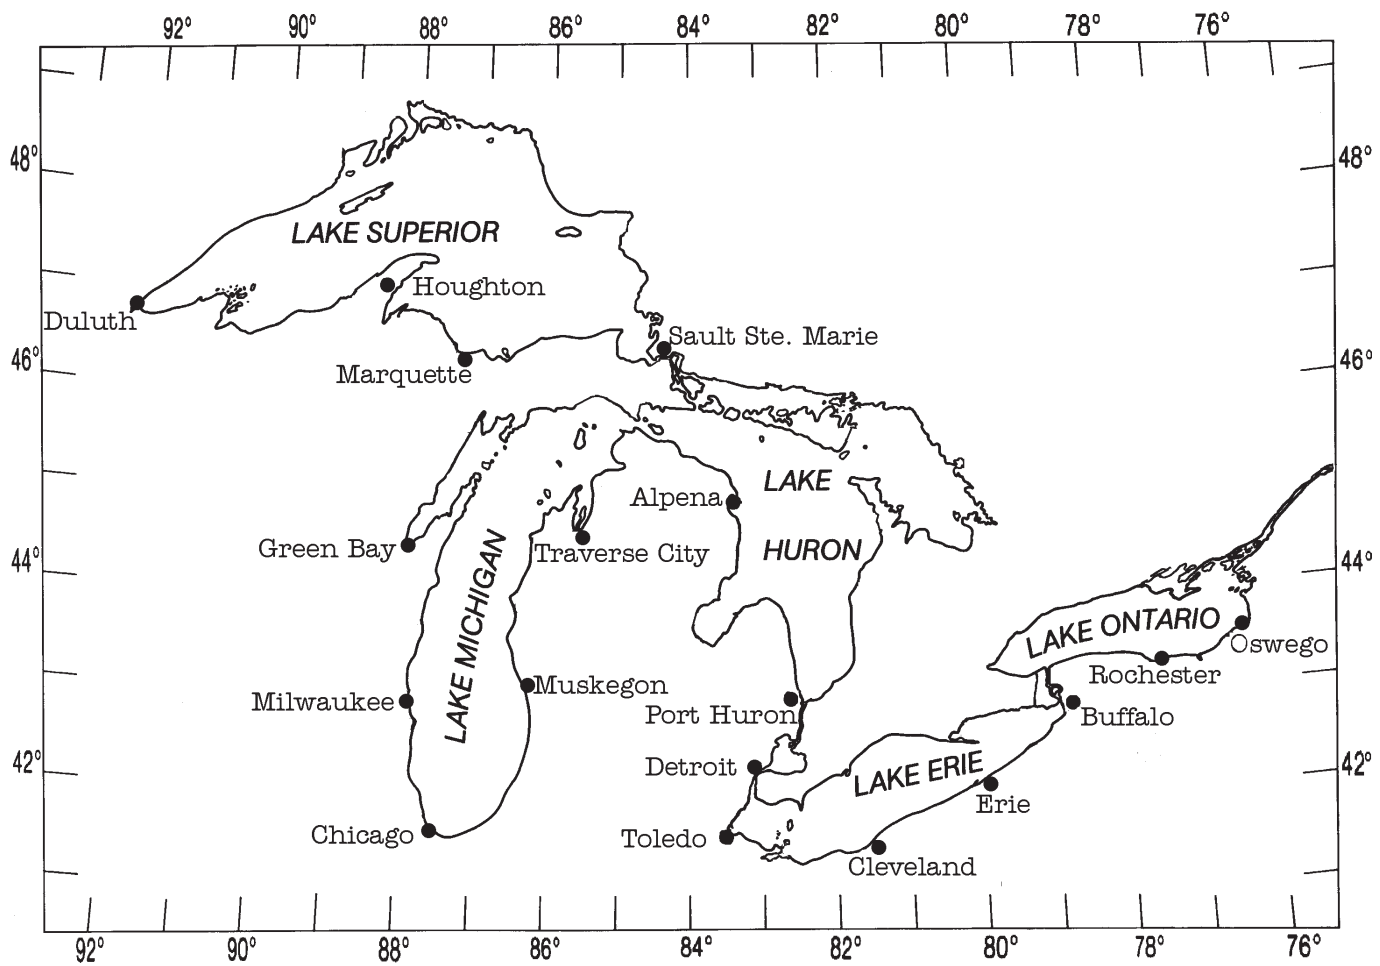 92° 90° 88° 86° 84° 82° 80° 78° 76°
48° 48°
LAKE SUPERIOR
Houghton
Duluth
Sault Ste. Marie
46° 46°
Marquette
LAKE
Alpena
HURON
Green Bay
Traverse City
44° 44°
LAKE MICHIGAN
LAKE ONTARIO
Oswego
Rochester
Muskegon
Milwaukee
Port Huron
Buffalo
42° 42°
Detroit
LAKE ERIE
Erie
Chicago
Toledo
Cleveland
92° 90° 88° 86° 84° 82° 80° 78° 76°